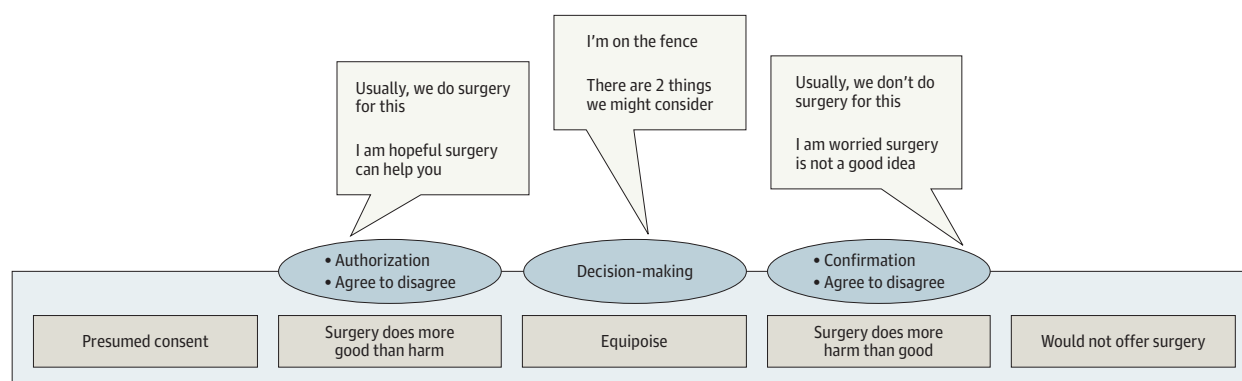 I'm on the fence
There are 2 things
we might consider
Usually, we do surgery
for this
I am hopeful surgery
can help you
Usually, we don't do
surgery for this
I am worried surgery
is not a good idea
• Authorization
• Agree to disagree
Decision-making
• Confirmation
• Agree to disagree
Presumed consent
Surgery does more
good than harm
Equipoise
Surgery does more
harm than good
Would not offer surgery